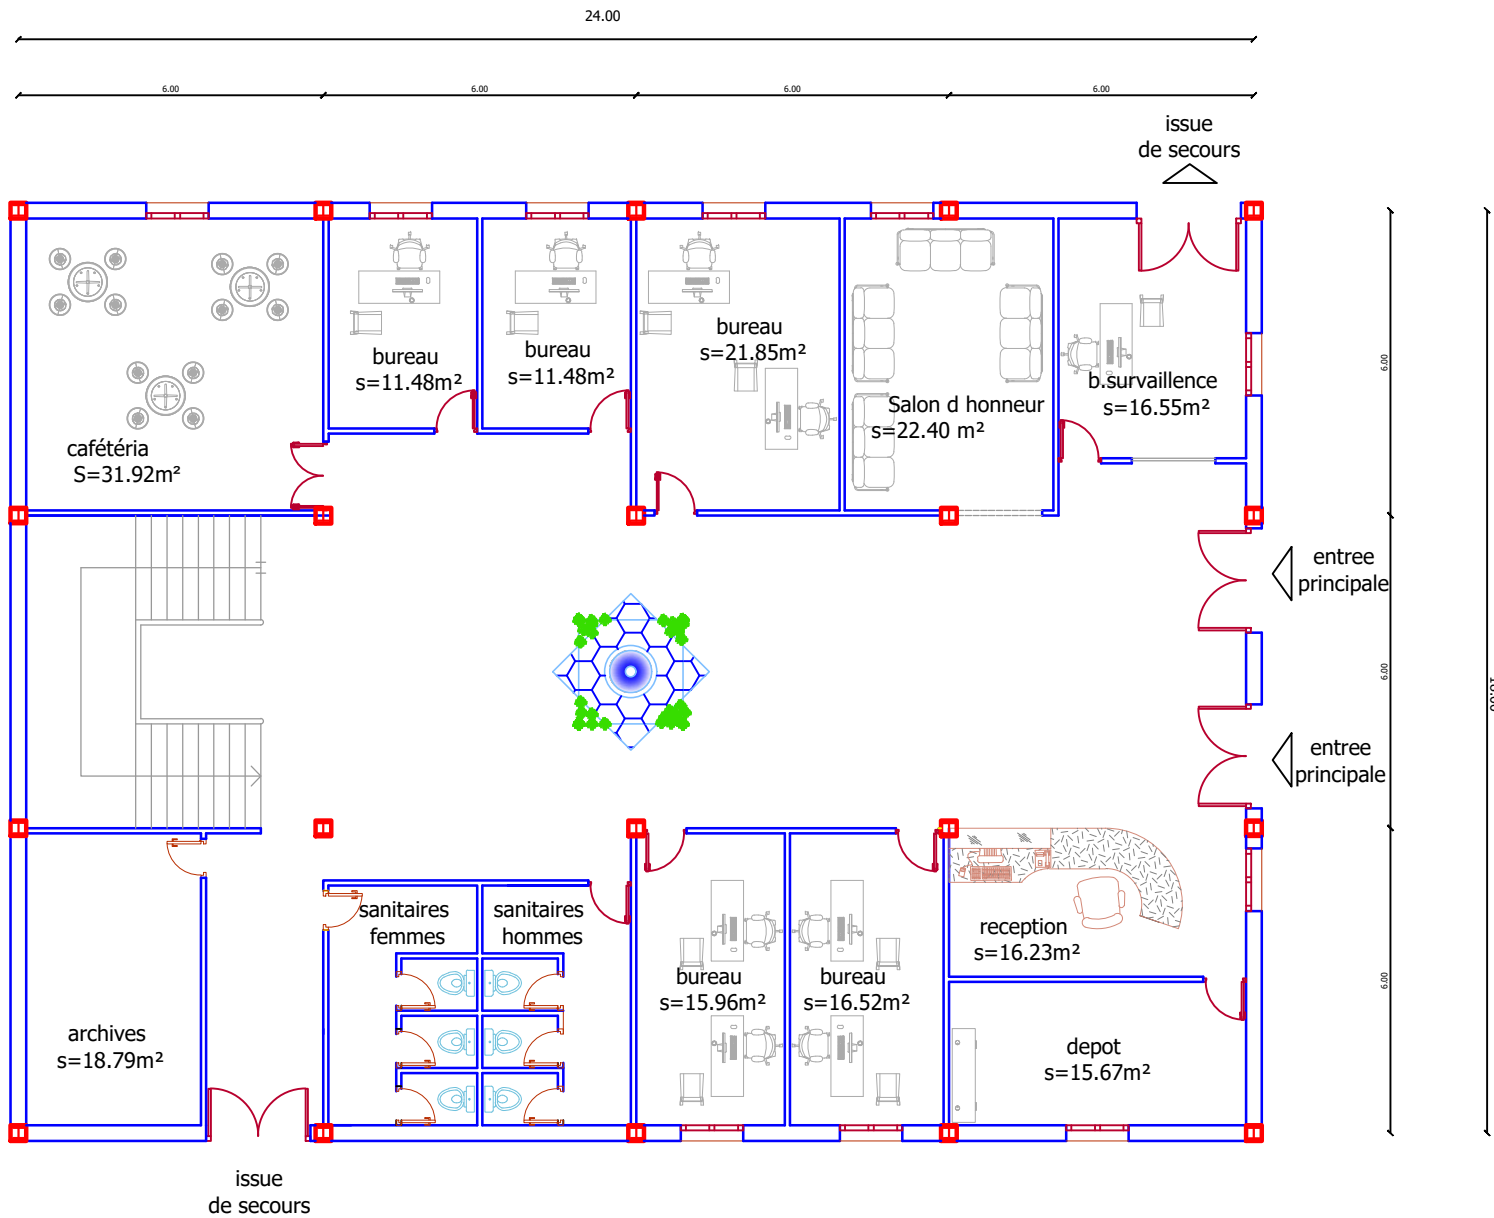 24.00
6.00
6.00
6.00
6.00
issue
de secours
bureau
s=11.48m²
bureau
s=11.48m²
bureau
s=21.85m²
Salon d honneur
s=22.40 m²
b.survaillence
s=16.55m²
cafétéria
S=31.92m²
6.00
entree
principale
6.00
entree
principale
sanitaires
femmes
sanitaires
hommes
reception
s=16.23m²
bureau
s=15.96m²
bureau
s=16.52m²
6.00
archives
s=18.79m²
depot
s=15.67m²
issue
de secours